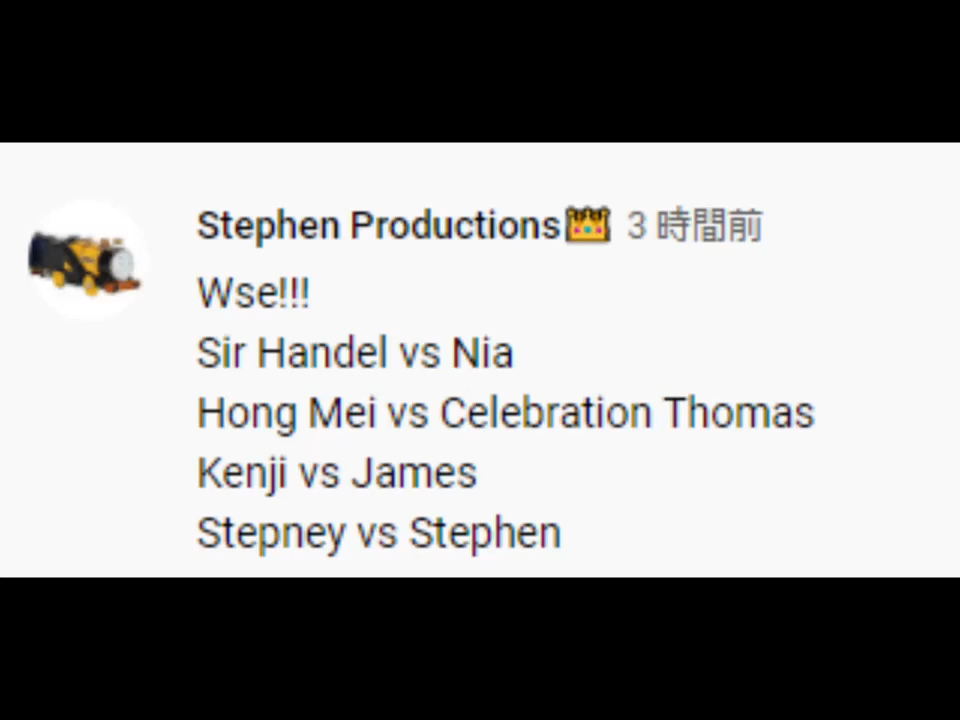 Stephen Productions👑 3 時間前
Wse!!!
Sir Handel vs Nia
Hong Mei vs Celebration Thomas
Kenji vs James
Stepney vs Stephen